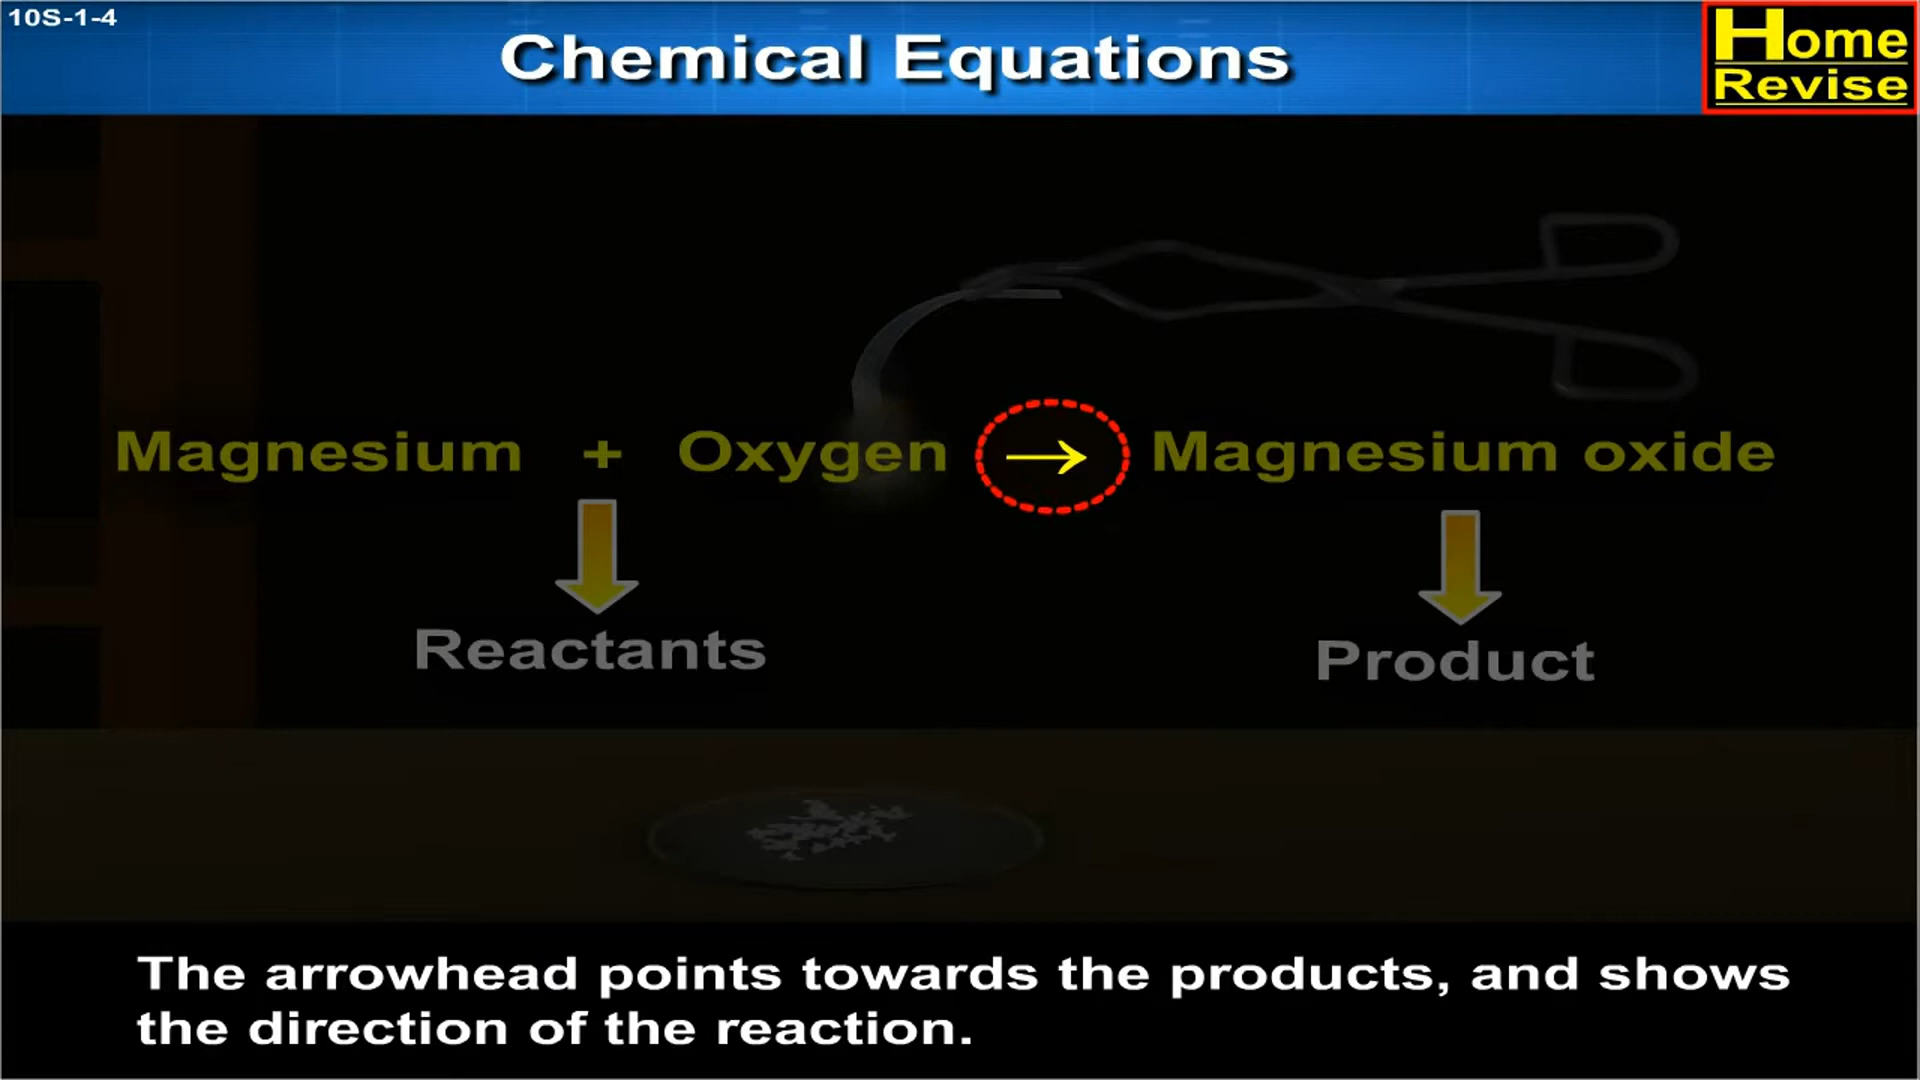 10S-1-4
Chemical Equations
Home
Revise
Magnesium + Oxygen → Magnesium oxide
Reactants
Product
The arrowhead points towards the products, and shows
the direction of the reaction.